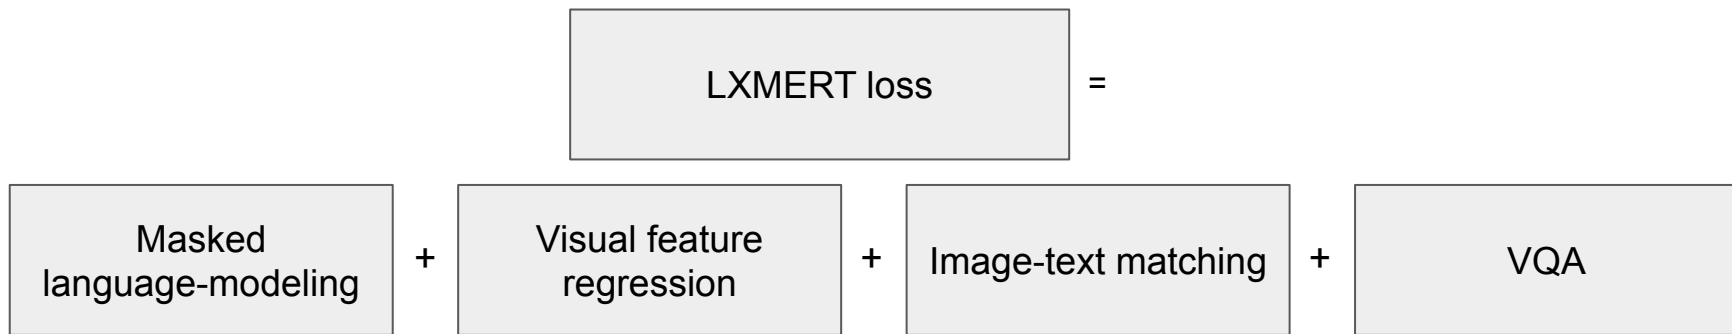 LXMERT loss =
Masked
language-modeling
+
Visual feature
regression
+
Image-text matching
+
VQA